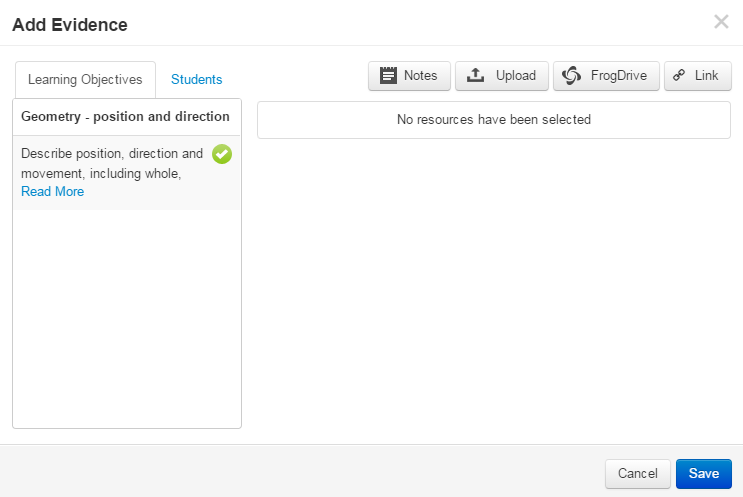 Add Evidence
Learning Objectives
Students
Notes
Upload
FrogDrive
Link
Geometry - position and direction
Describe position, direction and
movement, including whole,
Read More
No resources have been selected
Cancel
Save